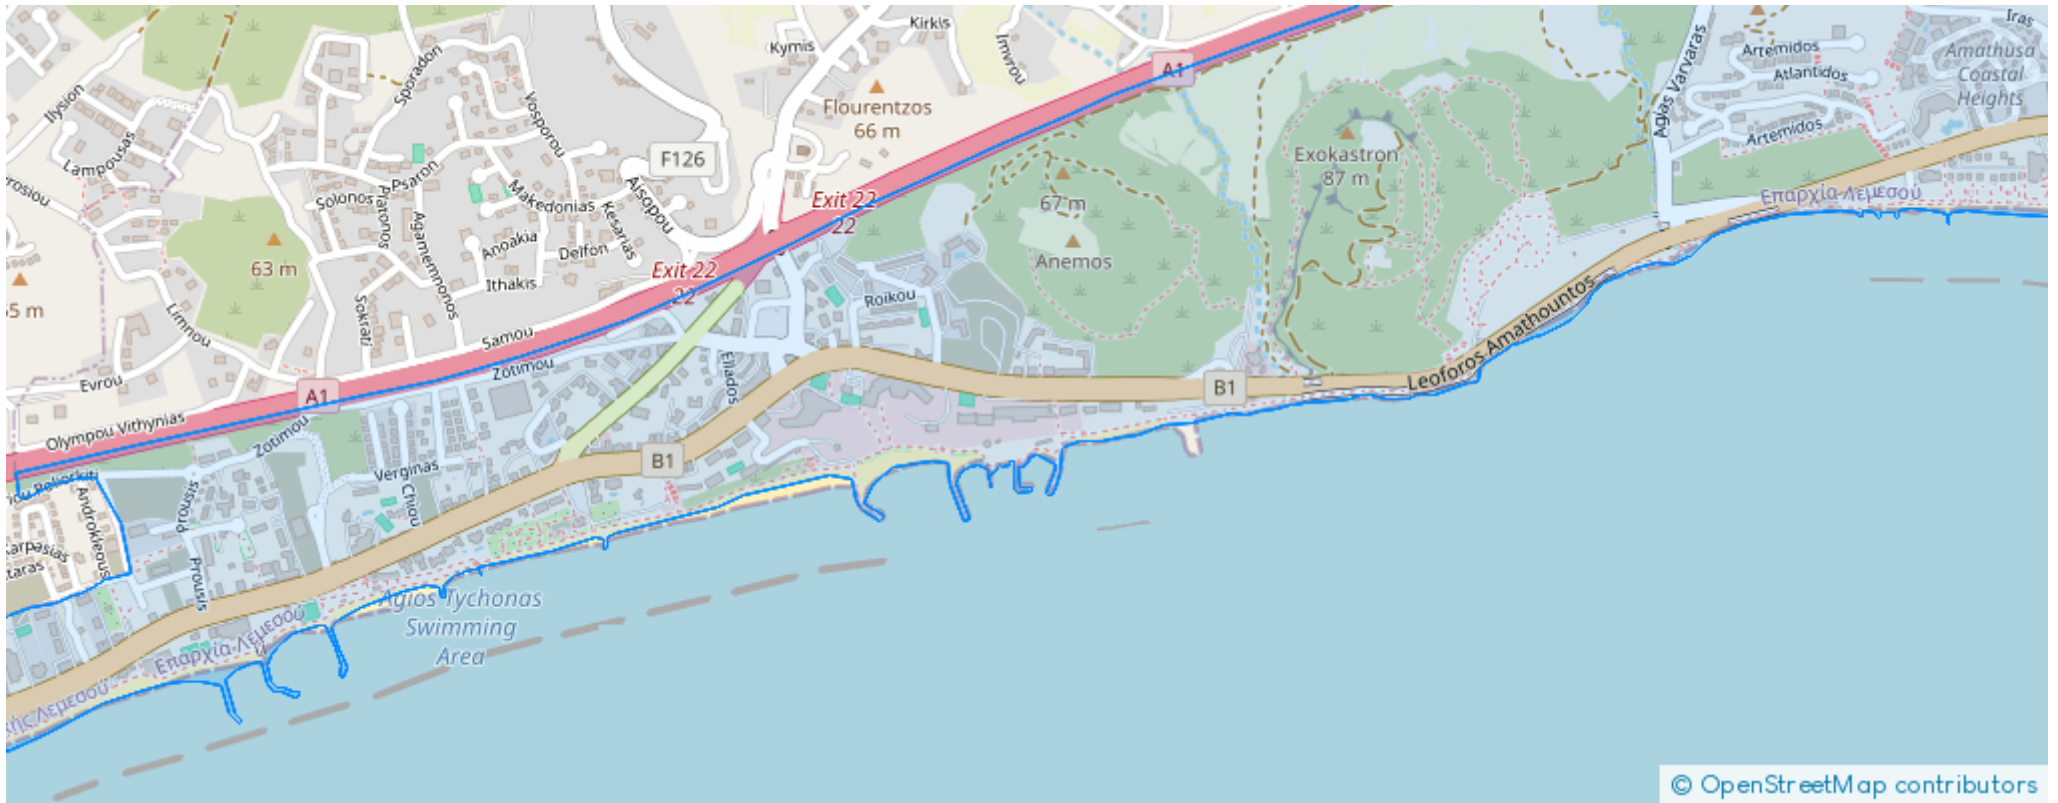 Kirkis
Kymis
Imvrou
A1
Artemidos
Iras
Amathusa
Coastal
Heights
Atlantidos
Artemidos
Agias Varvaras
Ilysion
Sporadon
Vosporou
Flourentzos
66 m
F126
Lampousas
Psaron
Solonos
Platonos
Agamemnonos
Makedonias
Kesarias
Aisopou
Exokastron
87 m
Exit 22
22
67 m
Επαρχία Λεμεσού
Anoakia
Delfon
Ithakis
63 m
Exit 22
22
Anemos
5 m
Limnou
Sokrati
Samou
Roikou
Leoforos Amathountos
Zotimou
Eliados
Evrou
A1
B1
Olympou Vithynias
Zotimou
B1
Verginas
Chiou
Androkleous
Prousis
Karpasias
Prousis
Agios Tychonas
Swimming
Area
Επαρχία Λεμεσού
Λεμεσού
© OpenStreetMap contributors